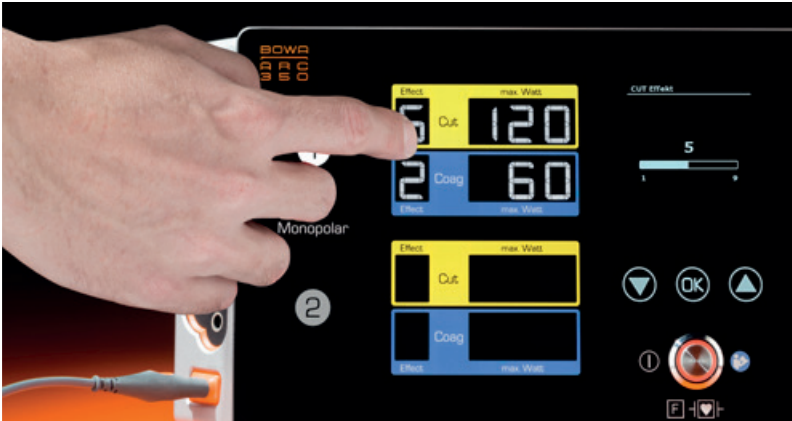 BOWA
ARC
350
Effect max. Watt
Cut 120
2 Coag 60
Effect max. Watt
Monopolar
Effect max. Watt
Cut
2
Coag
Effect max. Watt
CUT Effekt
5
1 9
OK
F